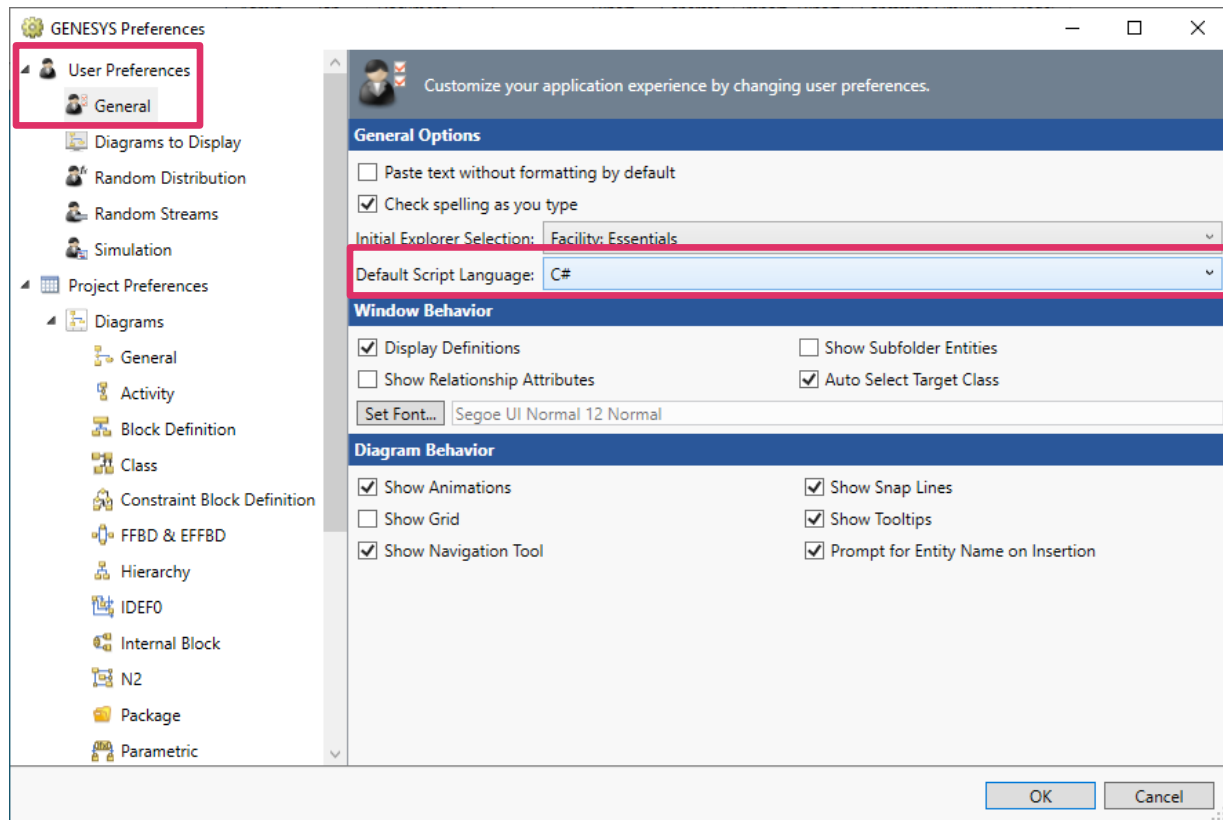 GENESYS Preferences
User Preferences
General
Diagrams to Display
Random Distribution
Random Streams
Simulation
Project Preferences
Diagrams
General
Activity
Block Definition
Class
Constraint Block Definition
FFBD & EFFBD
Hierarchy
IDEF0
Internal Block
N2
Package
Parametric
Customize your application experience by changing user preferences.
General Options
Paste text without formatting by default
Check spelling as you type
Initial Explorer Selection: Facility: Essentials
Default Script Language: C#
Window Behavior
Display Definitions Show Subfolder Entities
Show Relationship Attributes Auto Select Target Class
Set Font... Segoe UI Normal 12 Normal
Diagram Behavior
Show Animations Show Snap Lines
Show Grid Show Tooltips
Show Navigation Tool Prompt for Entity Name on Insertion
OK Cancel